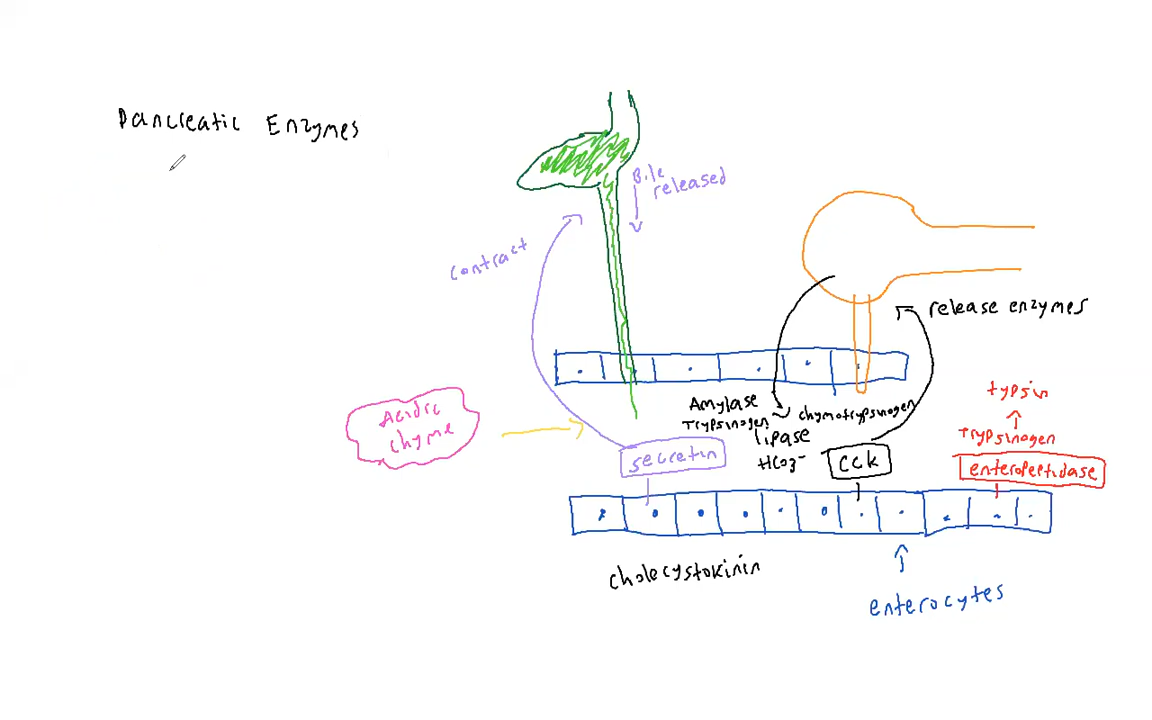 Pancreatic Enzymes
Bile
released
contract
release enzymes
Acidic
chyme
Amylase
Trypsinogen ~ chymotrypsinogen
lipase
HCO3-
secretin
CCK
typsin
Trypsinogen
enteropeptidase
cholecystokinin
enterocytes